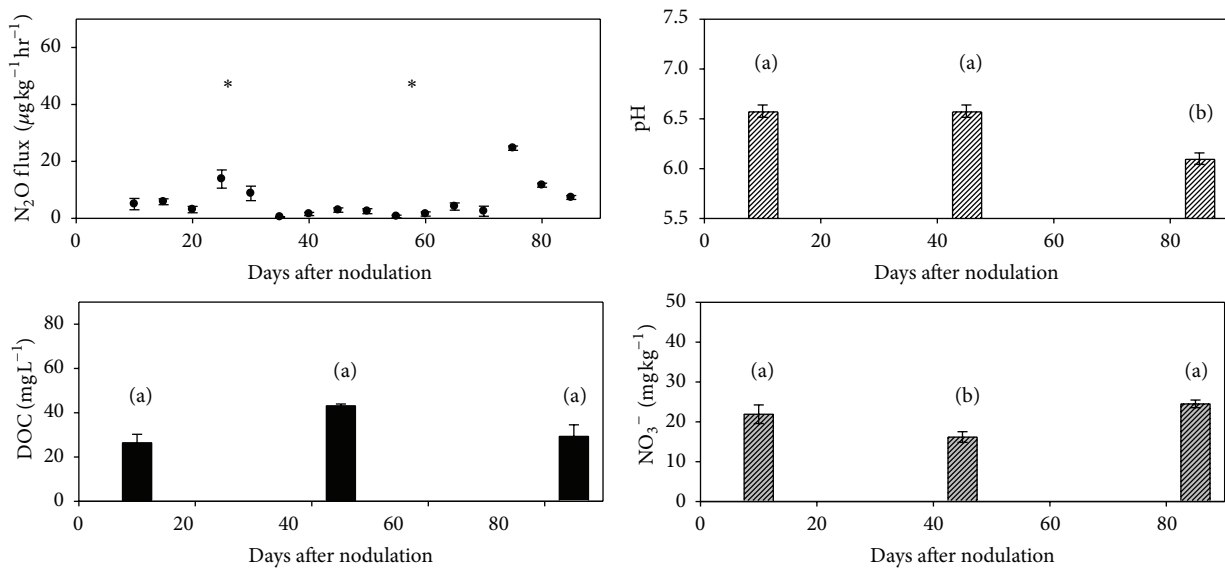 N₂O flux (μg kg⁻¹ hr⁻¹)
60
40
20
0
*
*
0
20
40
60
80
Days after nodulation
pH
7.5
7.0
6.5
6.0
5.5
(a)
(a)
(b)
0
20
40
60
80
Days after nodulation
DOC (mg L⁻¹)
80
60
40
20
0
(a)
(a)
(a)
0
20
40
60
80
Days after nodulation
NO₃⁻ (mg kg⁻¹)
50
40
30
20
10
0
(a)
(b)
(a)
0
20
40
60
80
Days after nodulation